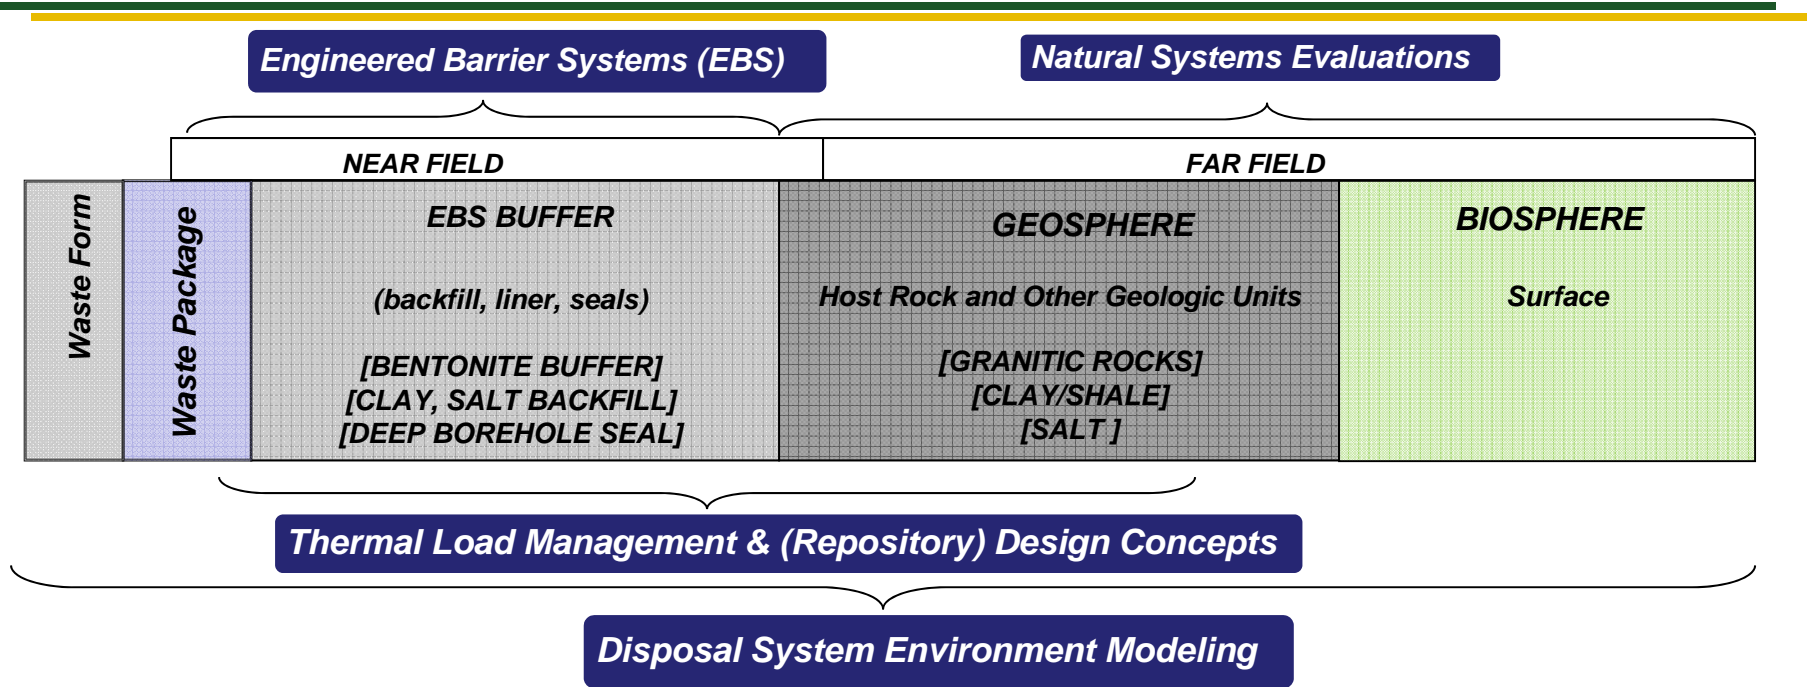 Engineered Barrier Systems (EBS)
Natural Systems Evaluations
NEAR FIELD
FAR FIELD
Waste Form
Waste Package
EBS BUFFER
(backfill, liner, seals)
[BENTONITE BUFFER]
[CLAY, SALT BACKFILL]
[DEEP BOREHOLE SEAL]
GEOSPHERE
Host Rock and Other Geologic Units
[GRANITIC ROCKS]
[CLAY/SHALE]
[SALT ]
BIOSPHERE
Surface
Thermal Load Management & (Repository) Design Concepts
Disposal System Environment Modeling